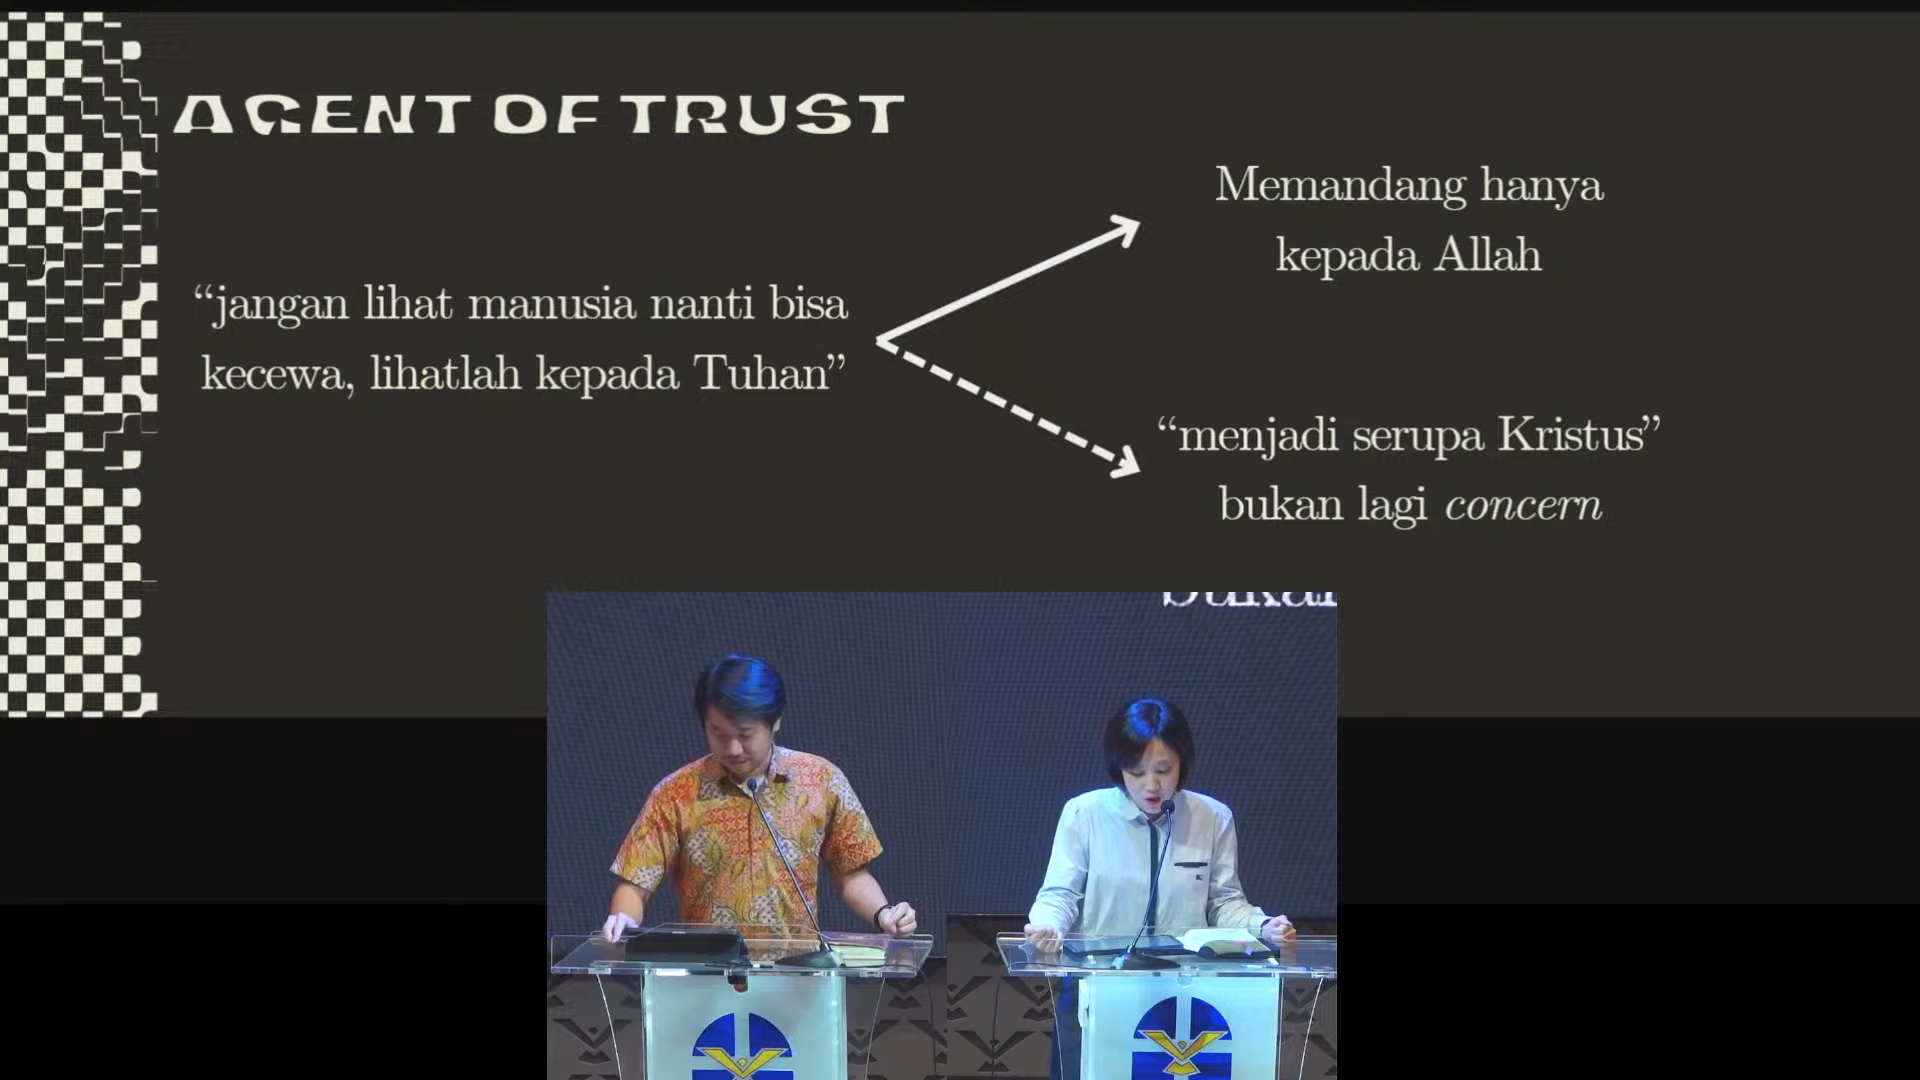 AGENT OF TRUST
“jangan lihat manusia nanti bisa
kecewa, lihatlah kepada Tuhan”
Memandang hanya
kepada Allah
“menjadi serupa Kristus”
bukan lagi concern
bukan